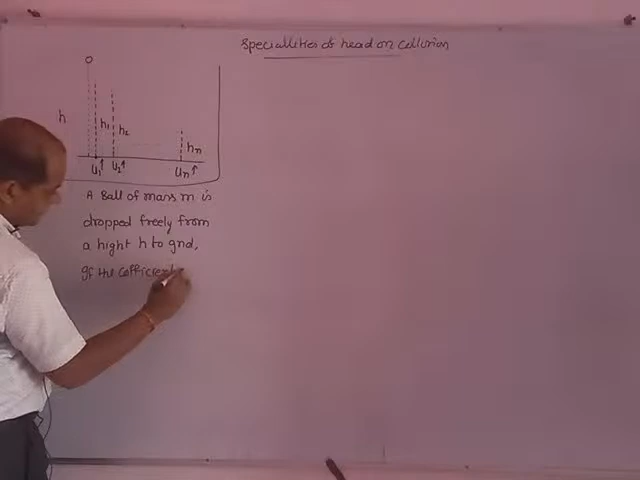 Specialities of head on collision
h
h1
h2
hn
u1↑ u2↑ un↑
A Ball of mass m is
dropped freely from
a hight h to gnd,
If the Cofficient